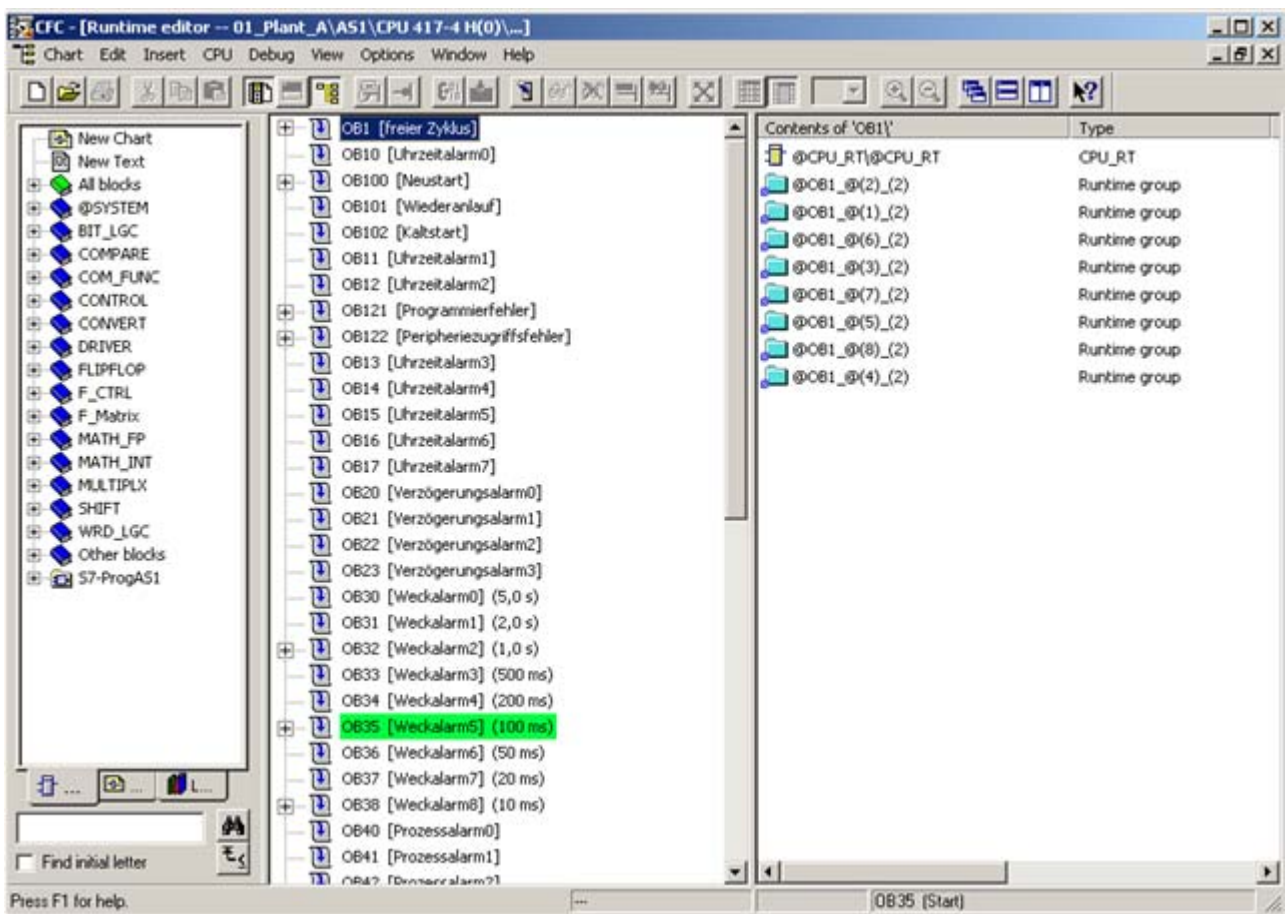 CFC - [Runtime editor -- 01_Plant_A\AS1\CPU 417-4 H(0)\...]
Chart Edit Insert CPU Debug View Options Window Help
New Chart
New Text
All blocks
@SYSTEM
BIT_LGC
COMPARE
COM_FUNC
CONTROL
CONVERT
DRIVER
FLIPFLOP
F_CTRL
F_Matrix
MATH_FP
MATH_INT
MULTIPLX
SHIFT
WRD_LGC
Other blocks
S7-ProgAS1
...
...
L...
Find initial letter
OB1 [freier Zyklus]
OB10 [Uhrzeitalarm0]
OB100 [Neustart]
OB101 [Wiederanlauf]
OB102 [Kaltstart]
OB11 [Uhrzeitalarm1]
OB12 [Uhrzeitalarm2]
OB121 [Programmierfehler]
OB122 [Peripheriezugriffsfehler]
OB13 [Uhrzeitalarm3]
OB14 [Uhrzeitalarm4]
OB15 [Uhrzeitalarm5]
OB16 [Uhrzeitalarm6]
OB17 [Uhrzeitalarm7]
OB20 [Verzögerungsalarm0]
OB21 [Verzögerungsalarm1]
OB22 [Verzögerungsalarm2]
OB23 [Verzögerungsalarm3]
OB30 [Weckalarm0] (5,0 s)
OB31 [Weckalarm1] (2,0 s)
OB32 [Weckalarm2] (1,0 s)
OB33 [Weckalarm3] (500 ms)
OB34 [Weckalarm4] (200 ms)
OB35 [Weckalarm5] (100 ms)
OB36 [Weckalarm6] (50 ms)
OB37 [Weckalarm7] (20 ms)
OB38 [Weckalarm8] (10 ms)
OB40 [Prozessalarm0]
OB41 [Prozessalarm1]
OB42 [Prozessalarm2]
Contents of 'OB1\' Type
@CPU_RT\@CPU_RT CPU_RT
@OB1_@(2)_(2) Runtime group
@OB1_@(1)_(2) Runtime group
@OB1_@(6)_(2) Runtime group
@OB1_@(3)_(2) Runtime group
@OB1_@(7)_(2) Runtime group
@OB1_@(5)_(2) Runtime group
@OB1_@(8)_(2) Runtime group
@OB1_@(4)_(2) Runtime group
Press F1 for help. --- OB35 (Start)